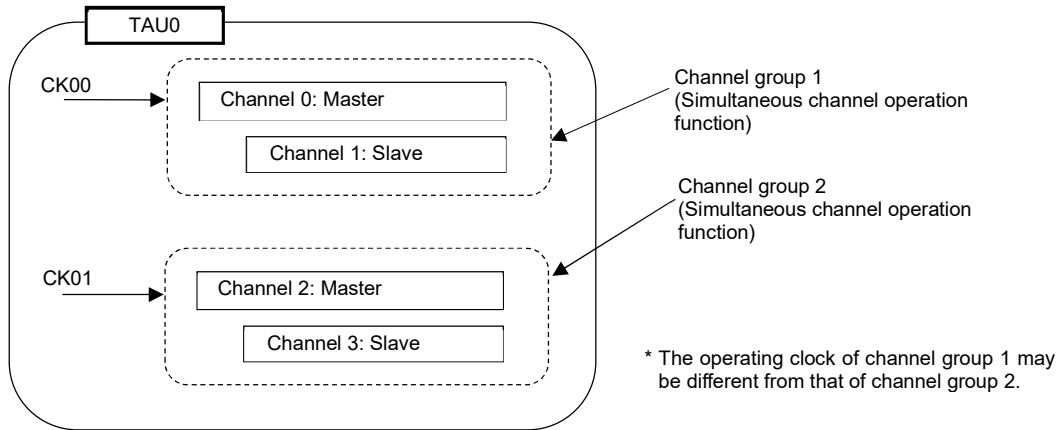 TAU0
CK00
Channel 0: Master
Channel 1: Slave
Channel group 1
(Simultaneous channel operation
function)
Channel group 2
(Simultaneous channel operation
function)
CK01
Channel 2: Master
Channel 3: Slave
* The operating clock of channel group 1 may
be different from that of channel group 2.